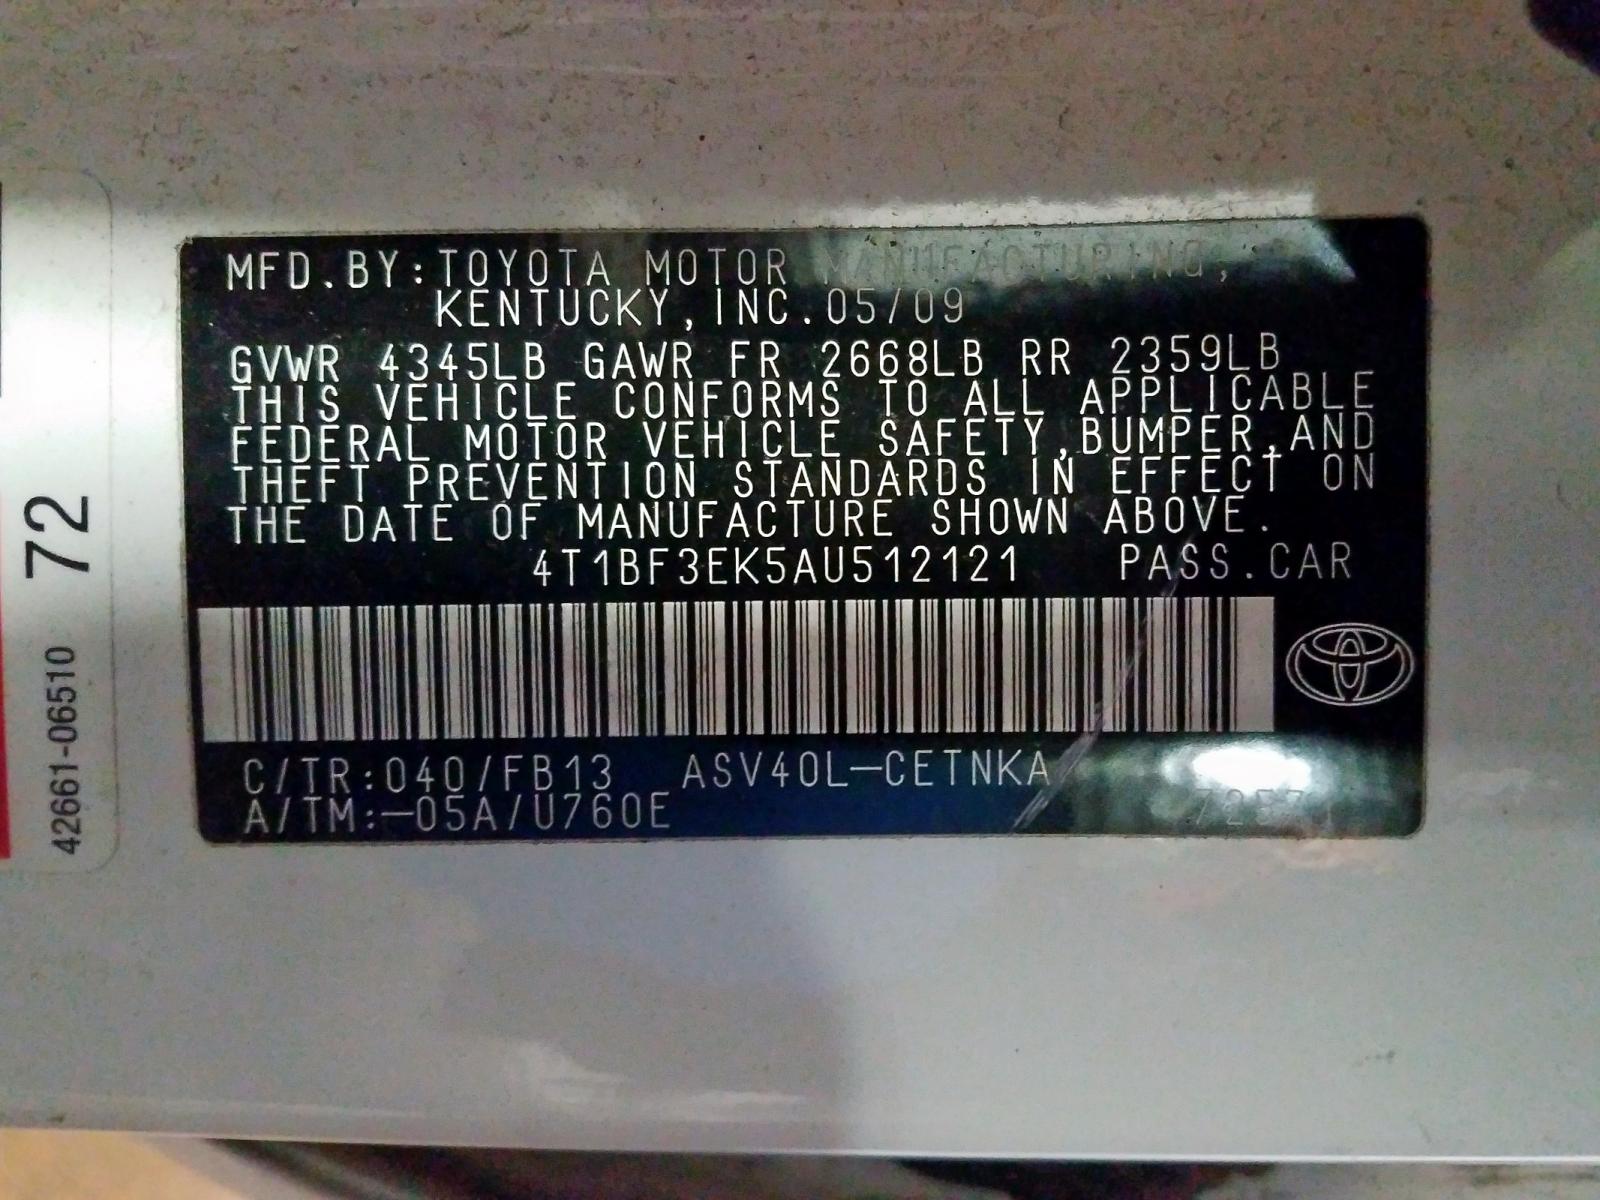 MFD.BY:TOYOTA MOTOR MANUFACTURING,
KENTUCKY,INC.05/09
GVWR 4345LB GAWR FR 2668LB RR 2359LB
THIS VEHICLE CONFORMS TO ALL APPLICABLE
FEDERAL MOTOR VEHICLE SAFETY,BUMPER,AND
THEFT PREVENTION STANDARDS IN EFFECT ON
THE DATE OF MANUFACTURE SHOWN ABOVE.
4T1BF3EK5AU512121 PASS.CAR
C/TR:040/FB13 ASV40L-CETNKA
A/TM:-05A/U760E
72
42661-06510